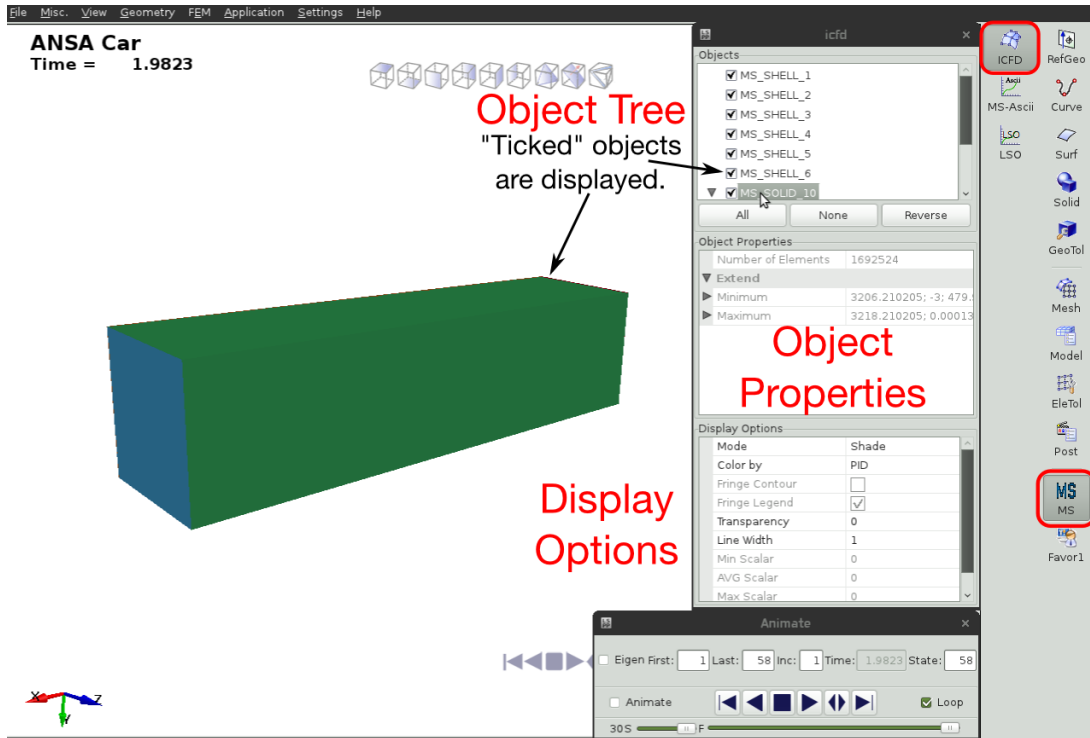 File Misc. View Geometry FEM Application Settings Help
ANSA Car
Time = 1.9823
Object Tree
"Ticked" objects
are displayed.
icfd
Objects
MS_SHELL_1
MS_SHELL_2
MS_SHELL_3
MS_SHELL_4
MS_SHELL_5
MS_SHELL_6
MS_SOLID_10
All None Reverse
Object Properties
Number of Elements 1692524
Extend
Minimum 3206.210205; -3; 479.
Maximum 3218.210205; 0.00013
Object
Properties
Display Options
Mode Shade
Color by PID
Fringe Contour
Fringe Legend
Transparency 0
Line Width 1
Min Scalar 0
AVG Scalar 0
Max Scalar 0
Display
Options
Animate
Eigen First: 1 Last: 58 Inc: 1 Time: 1.9823 State: 58
Animate Loop
30S F
X Z
Y
ICFD RefGeo
Ascii
MS-Ascii Curve
LSO
LSO Surf
Solid
GeoTol
Mesh
Model
EleTol
Post
MS
MS
Favor1